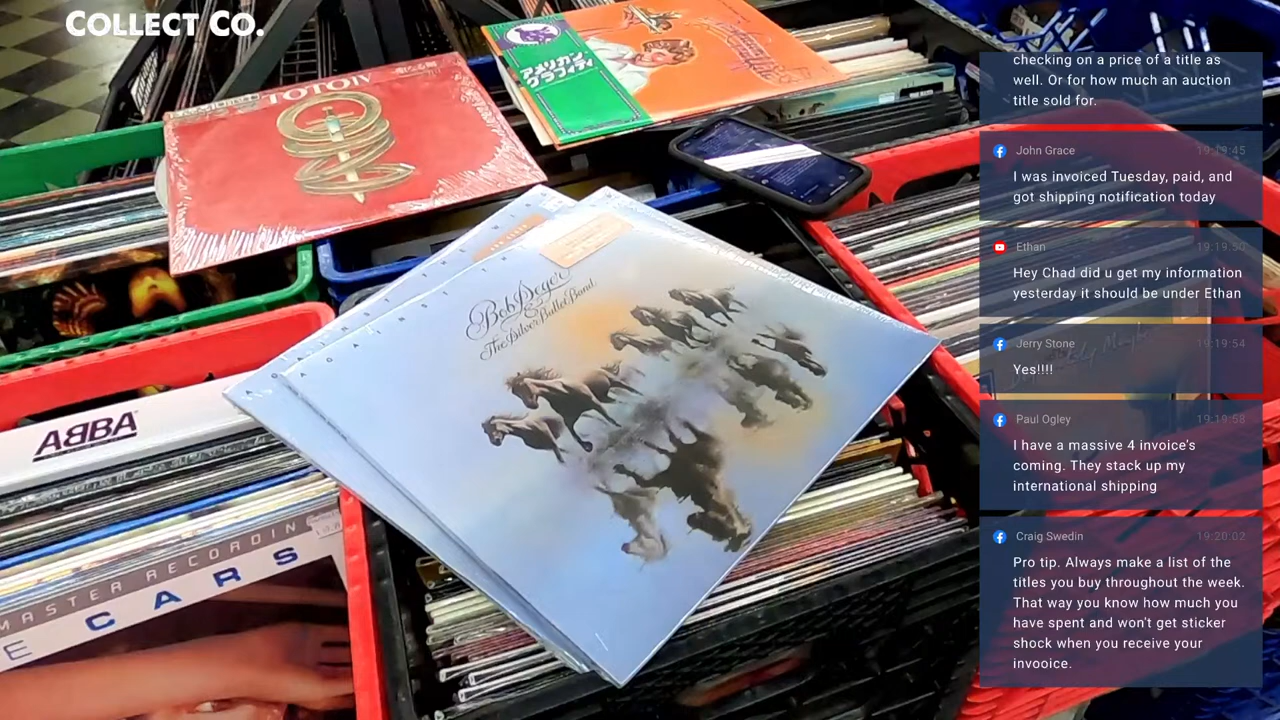 COLLECT CO.
TOTO IV
アメリカン
グラフィティ
AGAINST
Bob Seger
&
The Silver Bullet Band
ABBA
MASTER RECORDIN
E CARS
checking on a price of a title as
well. Or for how much an auction
title sold for.
John Grace 19:19:45
I was invoiced Tuesday, paid, and
got shipping notification today
Ethan 19:19:50
Hey Chad did u get my information
yesterday it should be under Ethan
Jerry Stone 19:19:54
Yes!!!!
Paul Ogley 19:19:58
I have a massive 4 invoice's
coming. They stack up my
international shipping
Craig Swedin 19:20:02
Pro tip. Always make a list of the
titles you buy throughout the week.
That way you know how much you
have spent and won't get sticker
shock when you receive your
invooice.